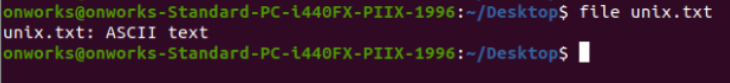 onworks@onworks-Standard-PC-i440FX-PIIX-1996:~/Desktop$ file unix.txt
unix.txt: ASCII text
onworks@onworks-Standard-PC-i440FX-PIIX-1996:~/Desktop$